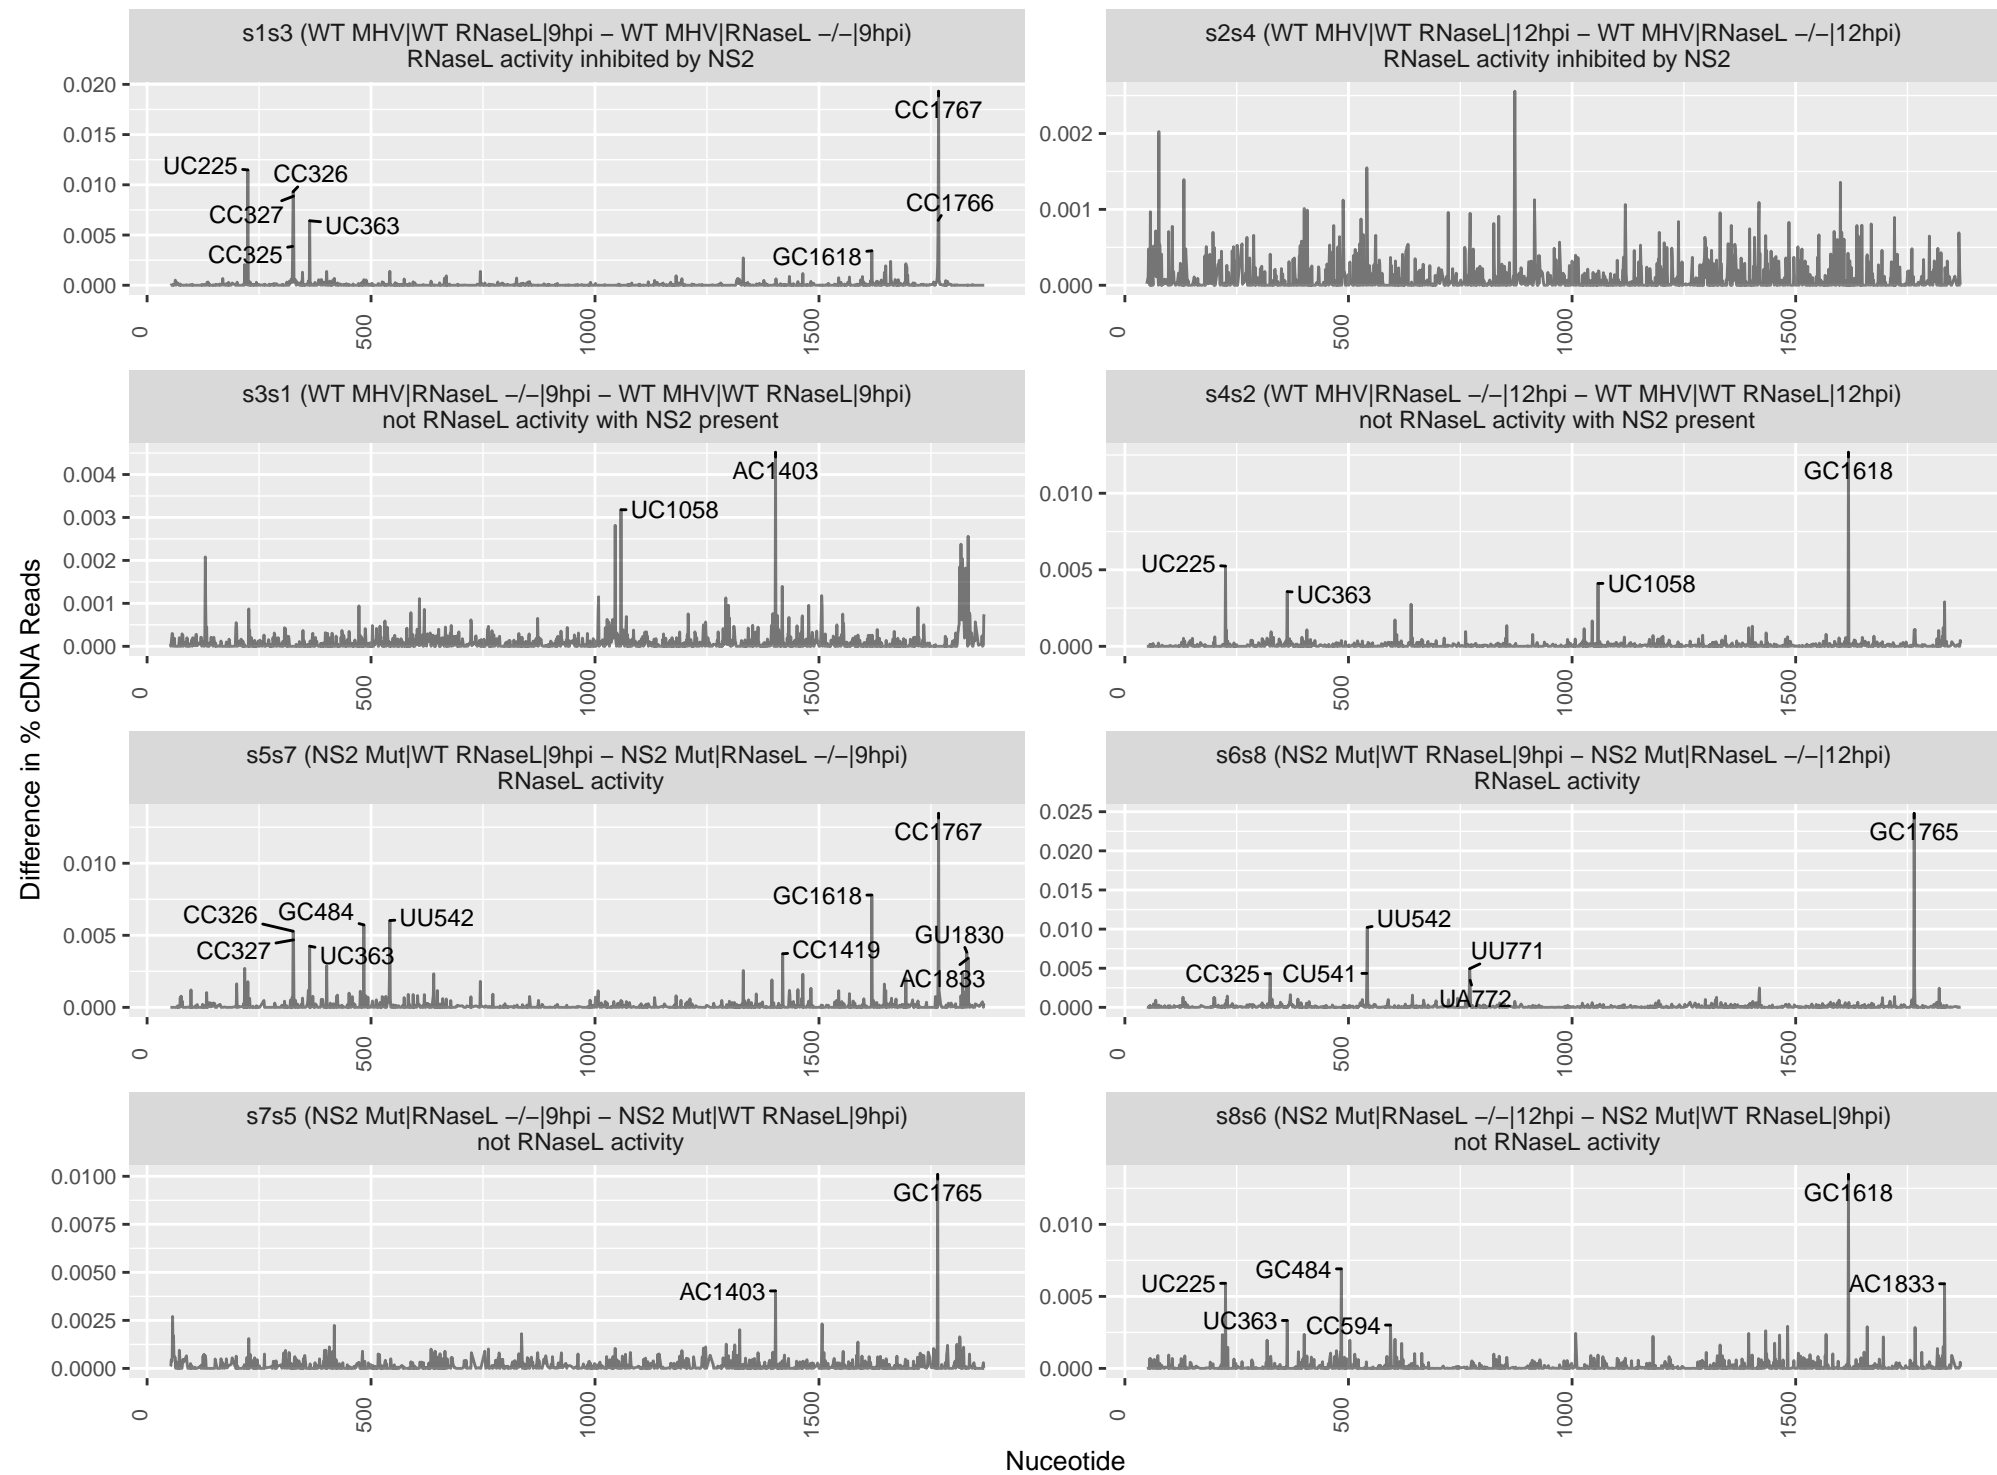 s1s3 (WT MHV|WT RNaseL|9hpi − WT MHV|RNaseL −/−|9hpi)
RNaseL activity inhibited by NS2
0.020
0.015
0.010
0.005
0.000
UC225
CC326
CC327
CC325
UC363
GC1618
CC1767
CC1766
0
500
1000
1500
s2s4 (WT MHV|WT RNaseL|12hpi − WT MHV|RNaseL −/−|12hpi)
RNaseL activity inhibited by NS2
0.002
0.001
0.000
0
500
1000
1500
s3s1 (WT MHV|RNaseL −/−|9hpi − WT MHV|WT RNaseL|9hpi)
not RNaseL activity with NS2 present
0.004
0.003
0.002
0.001
0.000
AC1403
UC1058
0
500
1000
1500
s4s2 (WT MHV|RNaseL −/−|12hpi − WT MHV|WT RNaseL|12hpi)
not RNaseL activity with NS2 present
0.010
0.005
0.000
GC1618
UC225
UC363
UC1058
0
500
1000
1500
Difference in % cDNA Reads
s5s7 (NS2 Mut|WT RNaseL|9hpi − NS2 Mut|RNaseL −/−|9hpi)
RNaseL activity
0.010
0.005
0.000
CC326
CC327
GC484
UC363
UU542
CC1767
GC1618
CC1419
GU1830
AC1833
0
500
1000
1500
s6s8 (NS2 Mut|WT RNaseL|9hpi − NS2 Mut|RNaseL −/−|12hpi)
RNaseL activity
0.025
0.020
0.015
0.010
0.005
0.000
GC1765
UU542
CC325
CU541
UU771
UA772
0
500
1000
1500
s7s5 (NS2 Mut|RNaseL −/−|9hpi − NS2 Mut|WT RNaseL|9hpi)
not RNaseL activity
0.0100
0.0075
0.0050
0.0025
0.0000
GC1765
AC1403
0
500
1000
1500
s8s6 (NS2 Mut|RNaseL −/−|12hpi − NS2 Mut|WT RNaseL|9hpi)
not RNaseL activity
0.010
0.005
0.000
GC1618
UC225
GC484
UC363
CC594
AC1833
0
500
1000
1500
Nuceotide